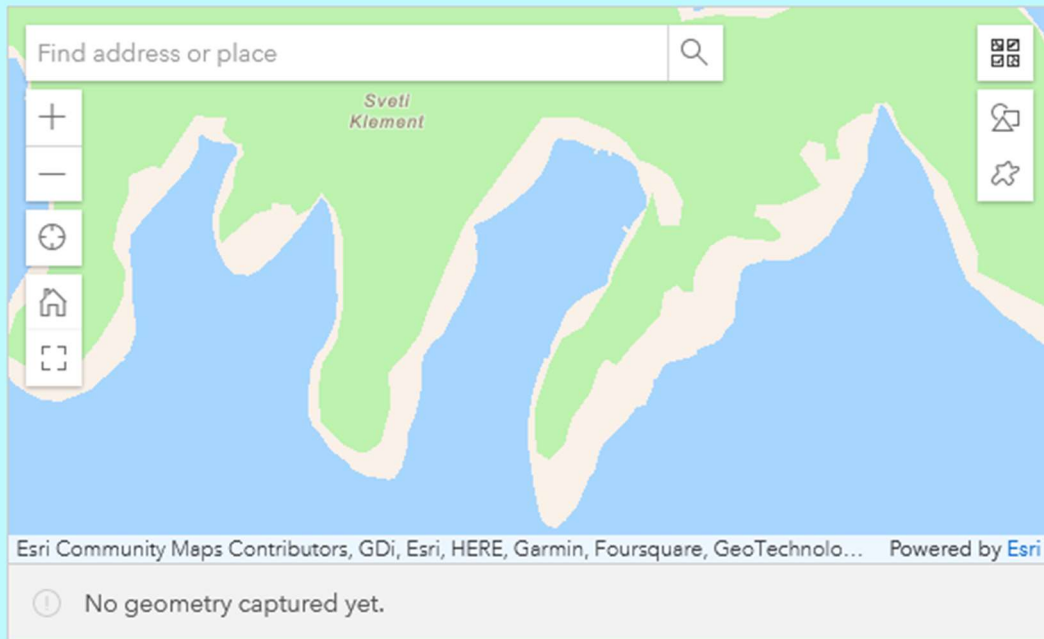 Find address or place
Sveti
Klement
Esri Community Maps Contributors, GDi, Esri, HERE, Garmin, Foursquare, GeoTechnolo... Powered by Esri
No geometry captured yet.